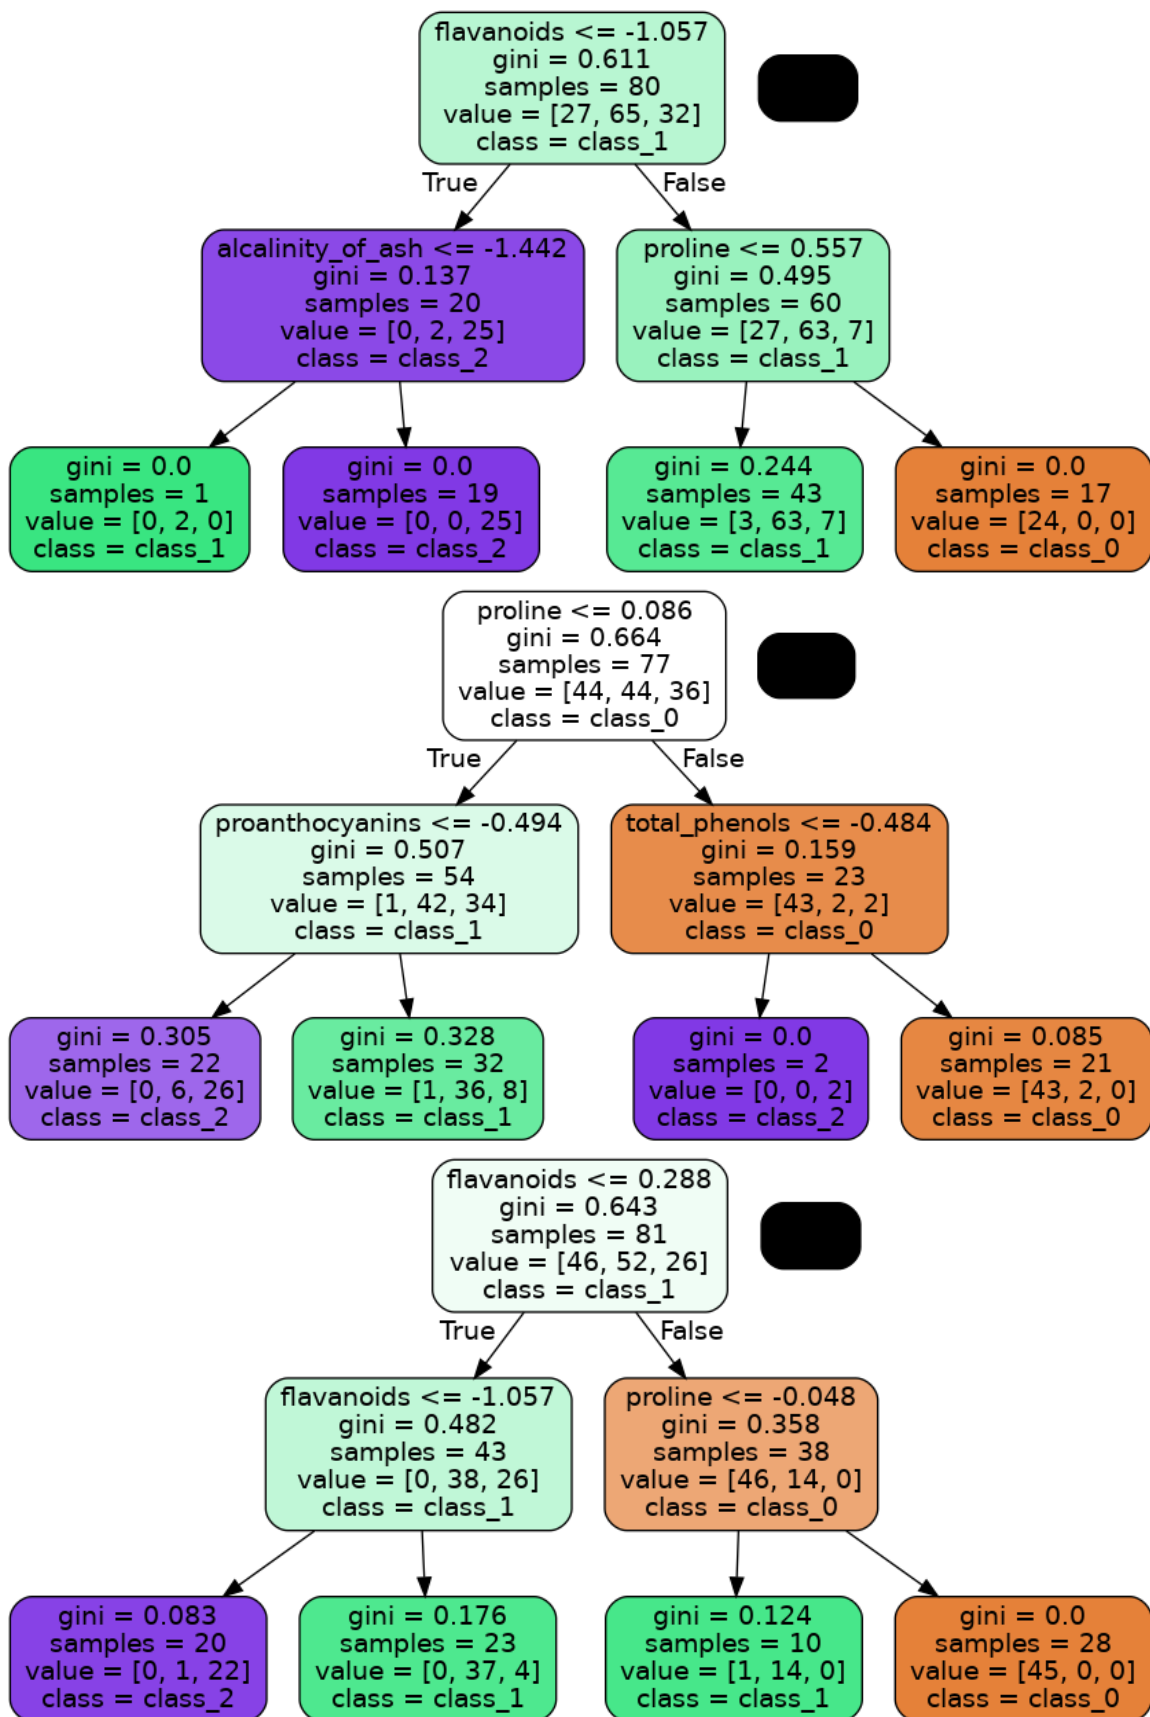 flavanoids <= -1.057
gini = 0.611
samples = 80
value = [27, 65, 32]
class = class_1
True
False
alcalinity_of_ash <= -1.442
gini = 0.137
samples = 20
value = [0, 2, 25]
class = class_2
proline <= 0.557
gini = 0.495
samples = 60
value = [27, 63, 7]
class = class_1
gini = 0.0
samples = 1
value = [0, 2, 0]
class = class_1
gini = 0.0
samples = 19
value = [0, 0, 25]
class = class_2
gini = 0.244
samples = 43
value = [3, 63, 7]
class = class_1
gini = 0.0
samples = 17
value = [24, 0, 0]
class = class_0
proline <= 0.086
gini = 0.664
samples = 77
value = [44, 44, 36]
class = class_0
True
False
proanthocyanins <= -0.494
gini = 0.507
samples = 54
value = [1, 42, 34]
class = class_1
total_phenols <= -0.484
gini = 0.159
samples = 23
value = [43, 2, 2]
class = class_0
gini = 0.305
samples = 22
value = [0, 6, 26]
class = class_2
gini = 0.328
samples = 32
value = [1, 36, 8]
class = class_1
gini = 0.0
samples = 2
value = [0, 0, 2]
class = class_2
gini = 0.085
samples = 21
value = [43, 2, 0]
class = class_0
flavanoids <= 0.288
gini = 0.643
samples = 81
value = [46, 52, 26]
class = class_1
True
False
flavanoids <= -1.057
gini = 0.482
samples = 43
value = [0, 38, 26]
class = class_1
proline <= -0.048
gini = 0.358
samples = 38
value = [46, 14, 0]
class = class_0
gini = 0.083
samples = 20
value = [0, 1, 22]
class = class_2
gini = 0.176
samples = 23
value = [0, 37, 4]
class = class_1
gini = 0.124
samples = 10
value = [1, 14, 0]
class = class_1
gini = 0.0
samples = 28
value = [45, 0, 0]
class = class_0